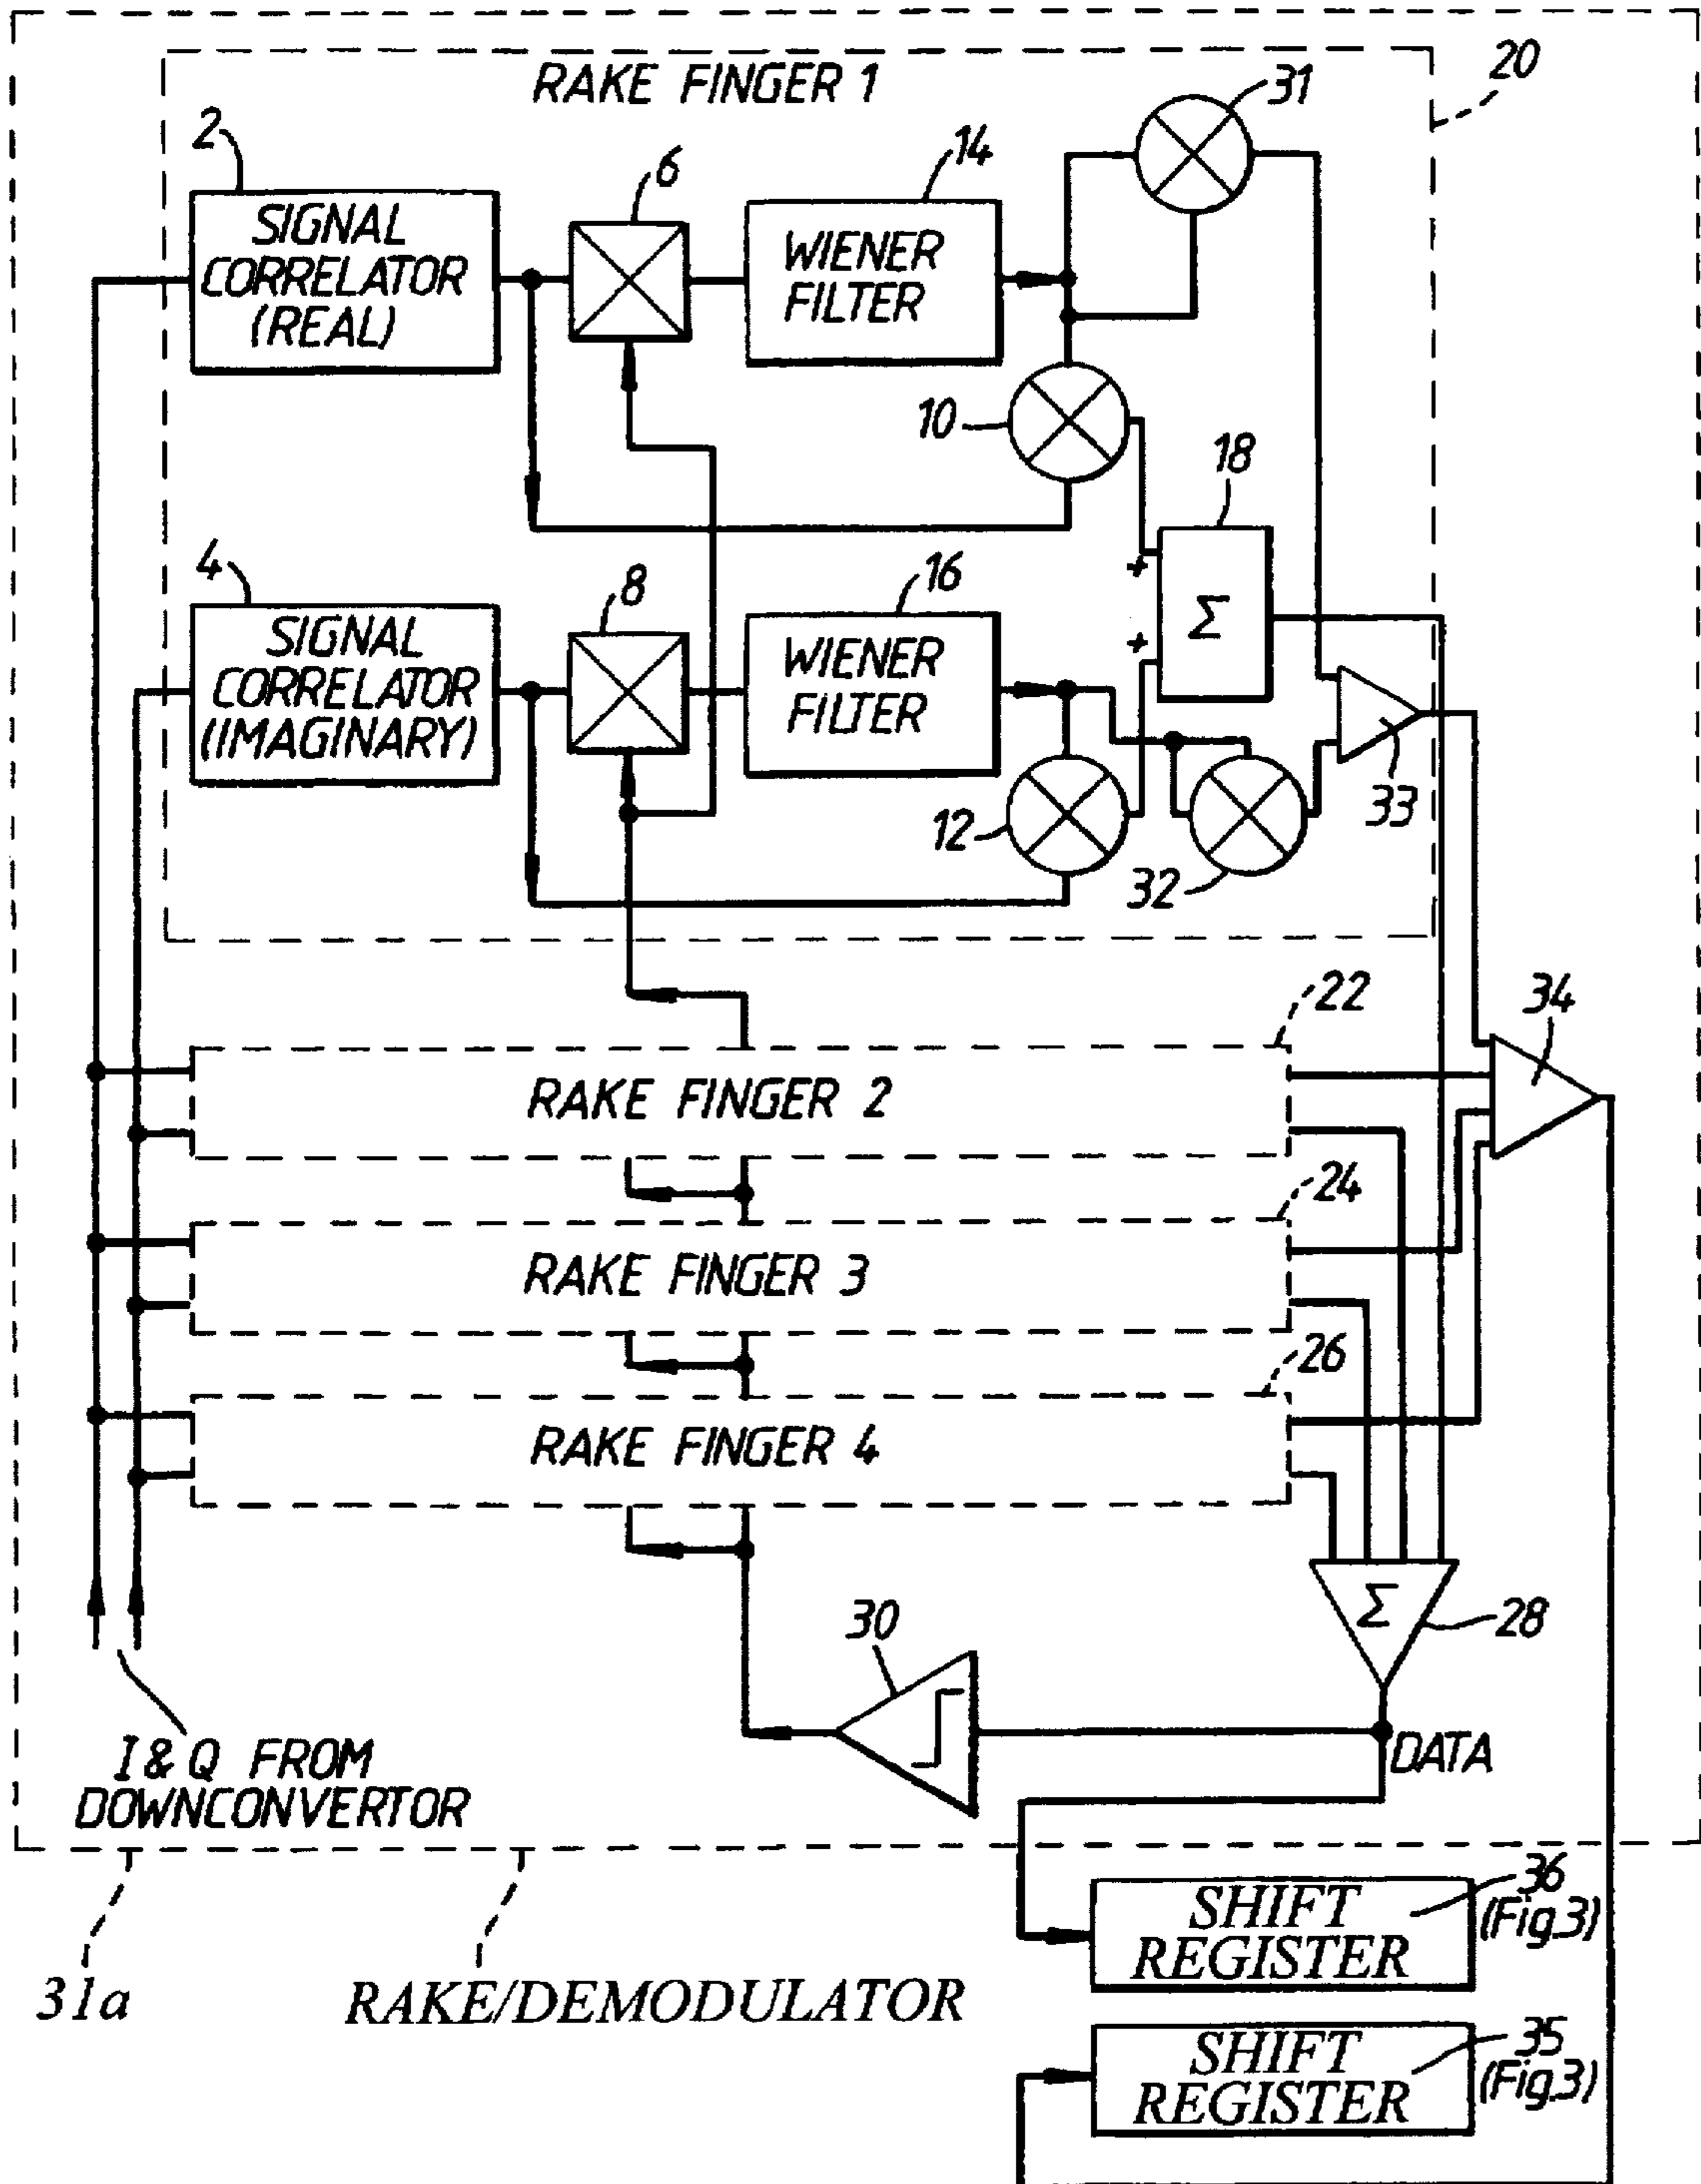 RAKE FINGER 1
20
31
2
6
14
SIGNAL
CORRELATOR
(REAL)
WIENER
FILTER
10
18
4
8
16
+
SIGNAL
CORRELATOR
(IMAGINARY)
WIENER
FILTER
+
Σ
12
32
33
22
34
RAKE FINGER 2
24
RAKE FINGER 3
26
RAKE FINGER 4
30
Σ
28
I & Q FROM
DOWNCONVERTOR
DATA
31a
RAKE/DEMODULATOR
SHIFT
REGISTER
36
(Fig.3)
SHIFT
REGISTER
35
(Fig.3)